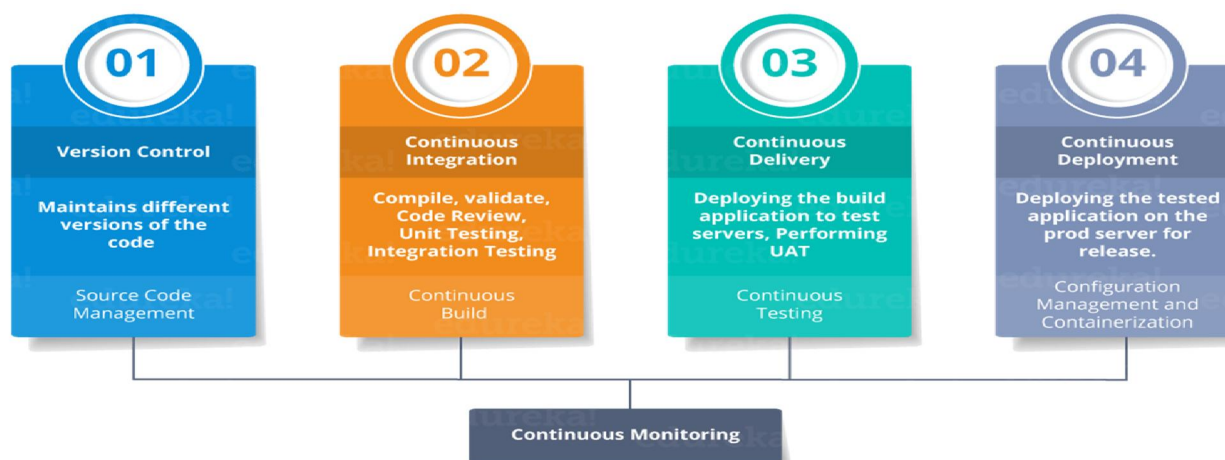 01
Version Control
Maintains different
versions of the
code
Source Code
Management
02
Continuous
Integration
Compile, validate,
Code Review,
Unit Testing,
Integration Testing
Continuous
Build
03
Continuous
Delivery
Deploying the build
application to test
servers, Performing
UAT
Continuous
Testing
04
Continuous
Deployment
Deploying the tested
application on the
prod server for
release.
Configuration
Management and
Containerization
Continuous Monitoring
edureka!